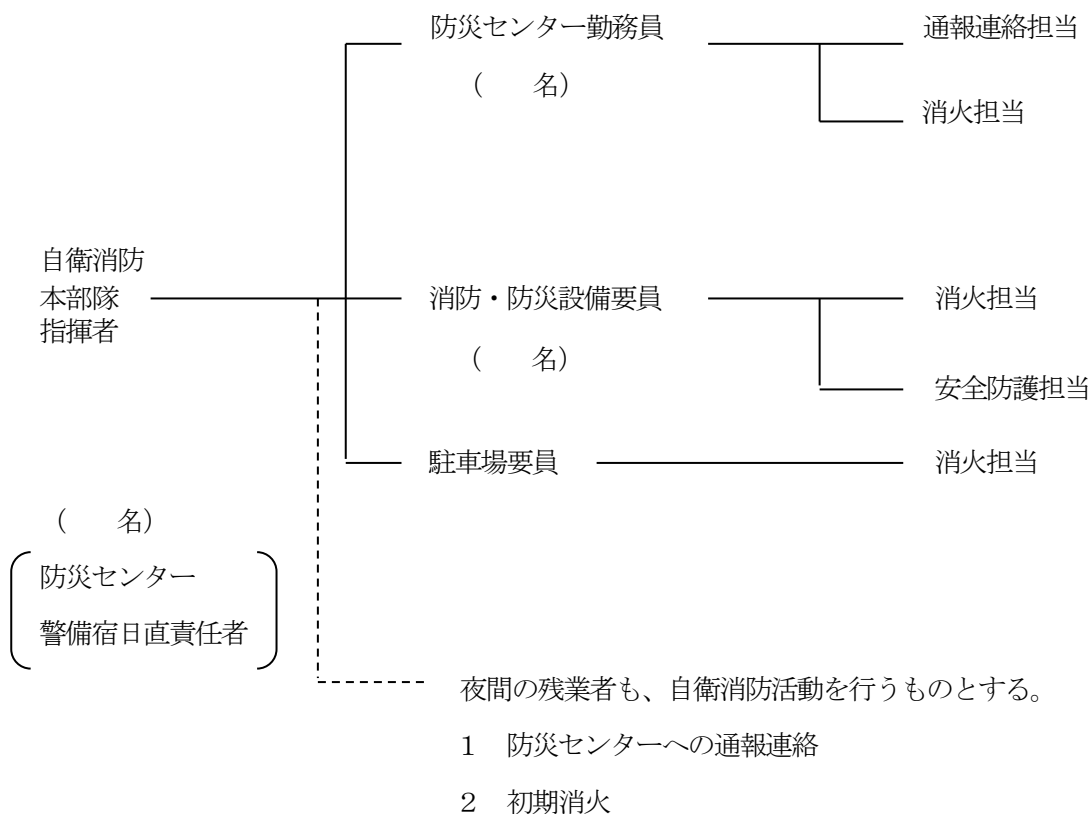 防災センター勤務員
(　　名)
通報連絡担当
消火担当
自衛消防
本部隊
指揮者
消防・防災設備要員
(　　名)
消火担当
安全防護担当
駐車場要員
消火担当
(　　名)
防災センター
警備宿日直責任者
夜間の残業者も、自衛消防活動を行うものとする。
1　防災センターへの通報連絡
2　初期消火